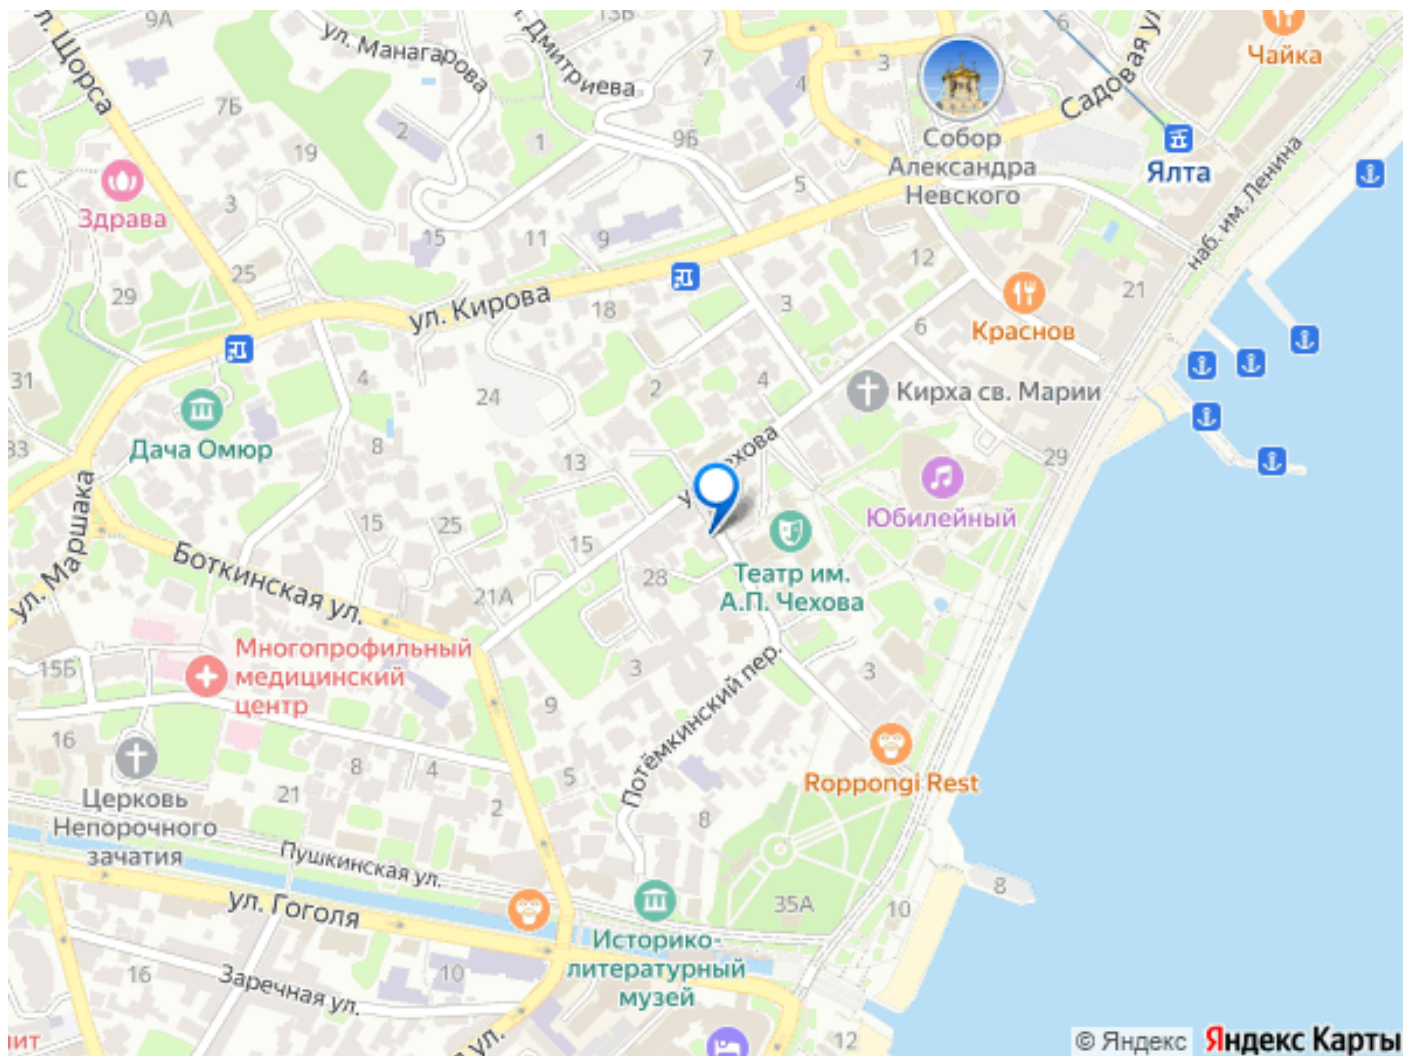 ул. Щорса
ул. Манагарова
Дмитриева
13Б
7
6
Чайка
Садовая ул.
3
4
7Б
2
1
9Б
19
Собор
Александра
Невского
Ялта
наб. им. Ленина
Здрава
3
5
15
11
9
25
12
29
ул. Кирова
18
3
6
21
Краснов
31
4
24
2
4
Кирха св. Марии
33
Дача Омюр
8
13
29
ул. Маршака
15
25
15
Юбилейный
Боткинская ул.
21А
28
Театр им.
А.П. Чехова
15Б
Многопрофильный
медицинский
центр
3
3
Потёмкинский пер.
9
16
8
4
5
Roppongi Rest
21
2
8
Церковь
Непорочного
зачатия
Пушкинская ул.
8
ул. Гоголя
35А
10
Историко-
литературный
музей
16
Заречная ул.
10
ул.
12
© Яндекс Яндекс Карты